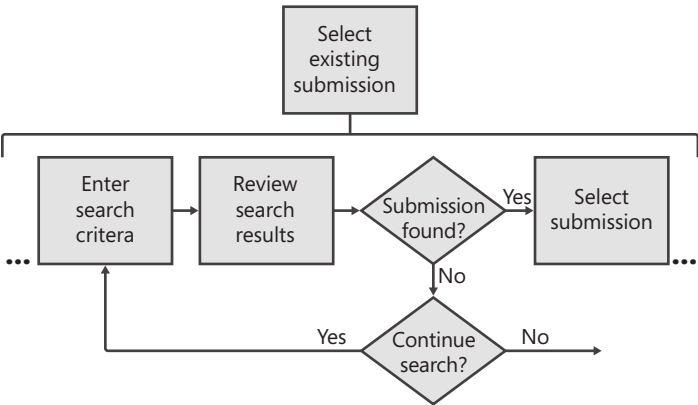 Select
existing
submission
Enter
search
critera
Review
search
results
Submission
found?
Yes
Select
submission
...
...
No
Continue
search?
Yes
No